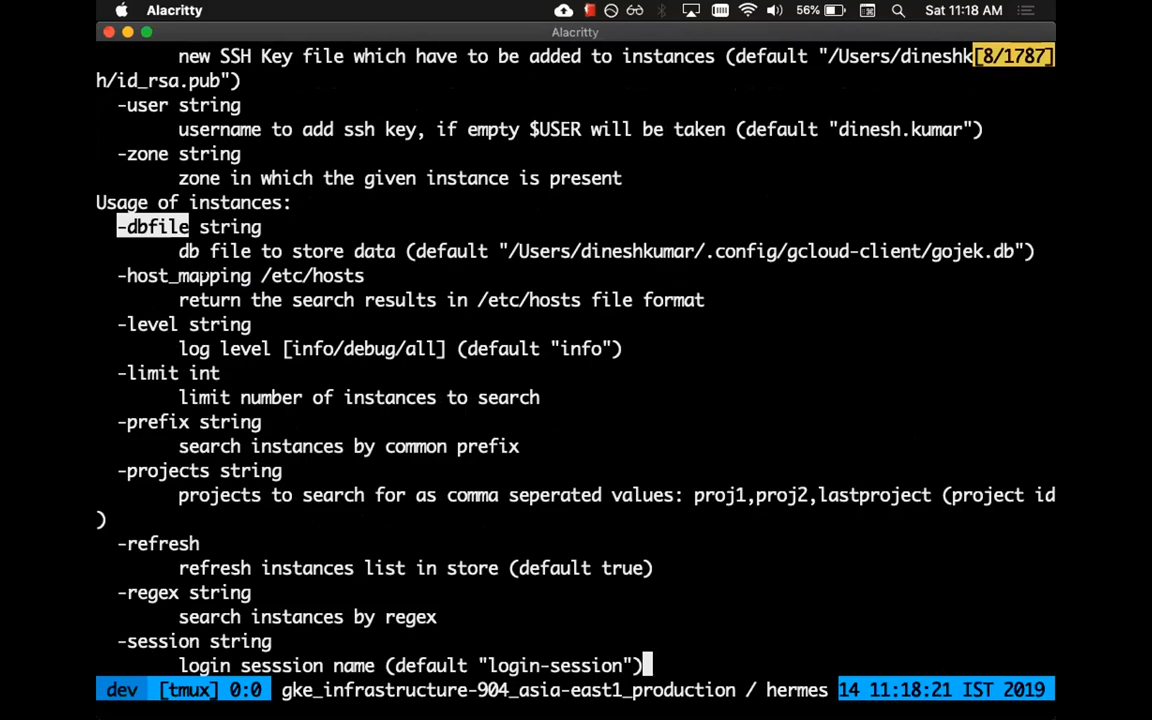 Alacritty
56%
Sat 11:18 AM
Alacritty
new SSH Key file which have to be added to instances (default "/Users/dineshk[8/1787]
h/id_rsa.pub")
-user string
username to add ssh key, if empty $USER will be taken (default "dinesh.kumar")
-zone string
zone in which the given instance is present
Usage of instances:
-dbfile string
db file to store data (default "/Users/dineshkumar/.config/gcloud-client/gojek.db")
-host_mapping /etc/hosts
return the search results in /etc/hosts file format
-level string
log level [info/debug/all] (default "info")
-limit int
limit number of instances to search
-prefix string
search instances by common prefix
-projects string
projects to search for as comma seperated values: proj1,proj2,lastproject (project id
)
-refresh
refresh instances list in store (default true)
-regex string
search instances by regex
-session string
login sesssion name (default "login-session")
dev [tmux] 0:0 gke_infrastructure-904_asia-east1_production / hermes 14 11:18:21 IST 2019